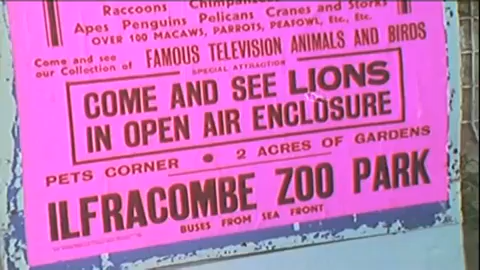 Raccoons Chimpan
Apes Penguins Pelicans Cranes and Storks
OVER 100 MACAWS, PARROTS, PEAFOWL, Etc., Etc.
Come and see
our Collection of FAMOUS TELEVISION ANIMALS AND BIRDS
SPECIAL ATTRACTION
COME AND SEE LIONS
IN OPEN AIR ENCLOSURE
PETS CORNER • 2 ACRES OF GARDENS
ILFRACOMBE ZOO PARK
BUSES FROM SEA FRONT